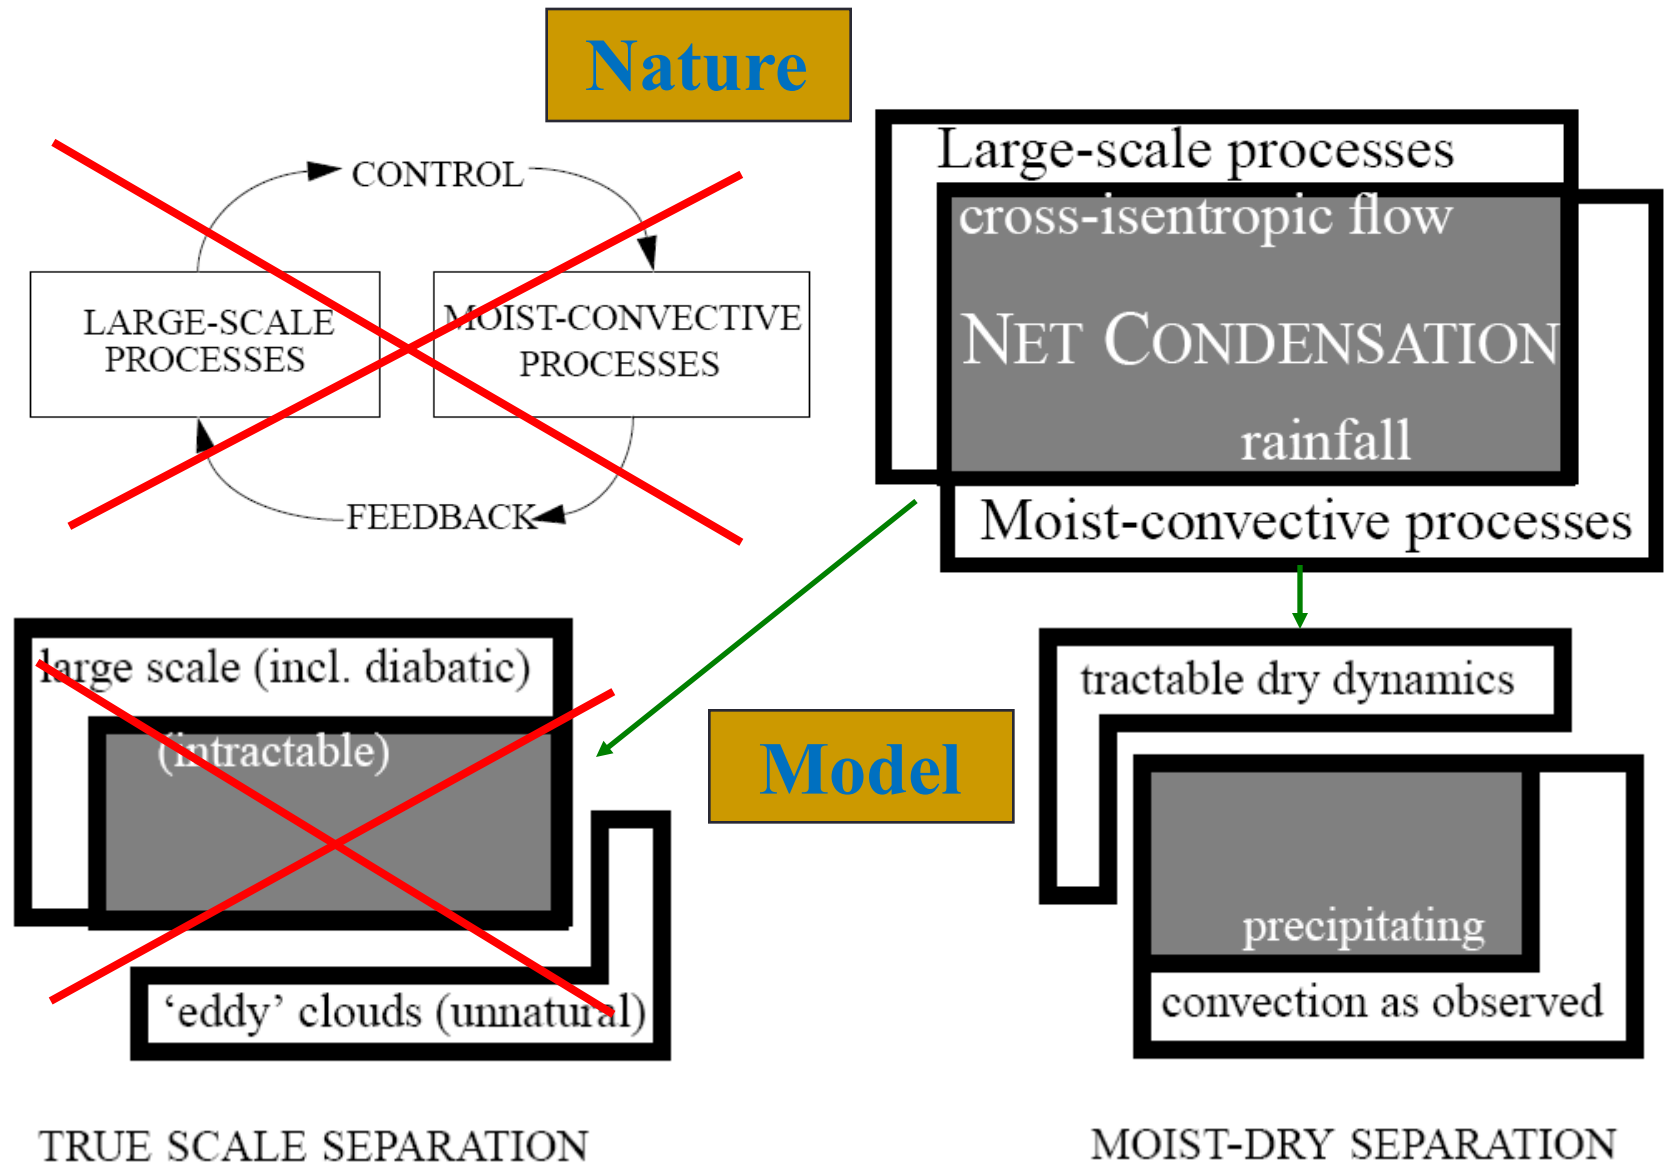 Nature
CONTROL
LARGE-SCALE
PROCESSES
MOIST-CONVECTIVE
PROCESSES
FEEDBACK
Large-scale processes
cross-isentropic flow
NET CONDENSATION
rainfall
Moist-convective processes
Model
large scale (incl. diabatic)
(intractable)
‘eddy’ clouds (unnatural)
TRUE SCALE SEPARATION
tractable dry dynamics
precipitating
convection as observed
MOIST-DRY SEPARATION